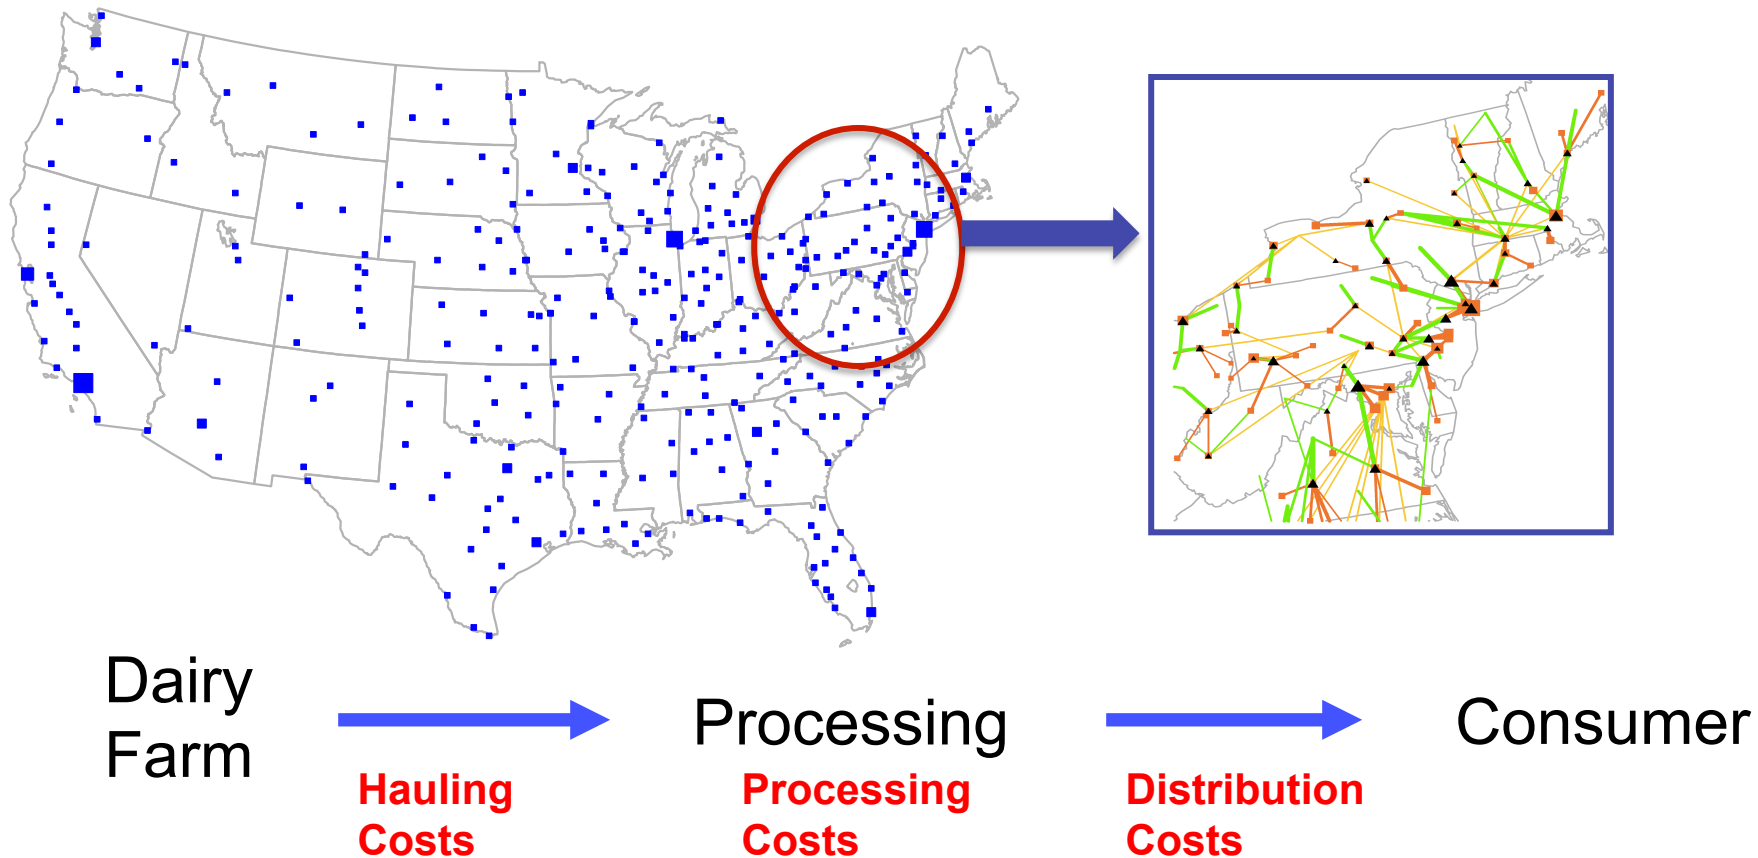 Dairy
Farm
Processing
Consumer
Hauling
Costs
Processing
Costs
Distribution
Costs